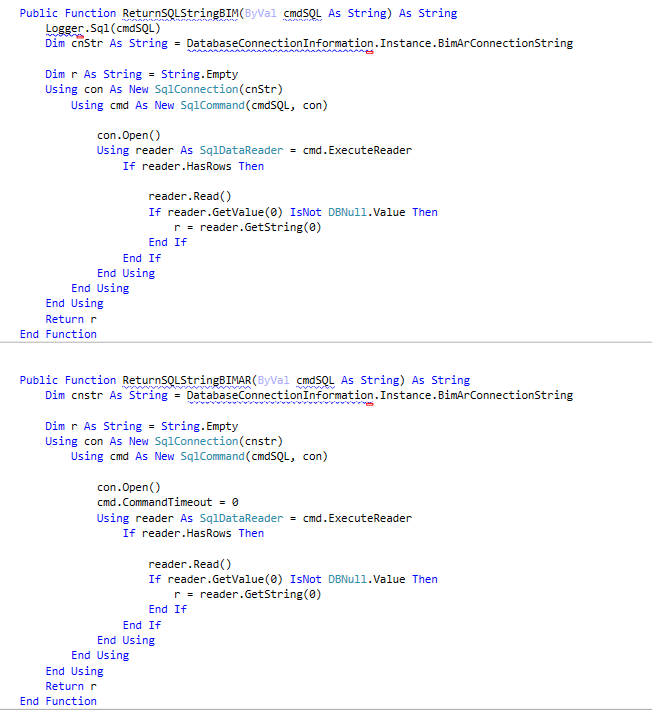 Public Function ReturnSQLStringBIM(ByVal cmdSQL As String) As String
Logger.Sql(cmdSQL)
Dim cnStr As String = DatabaseConnectionInformation.Instance.BimArConnectionString
Dim r As String = String.Empty
Using con As New SqlConnection(cnStr)
Using cmd As New SqlCommand(cmdSQL, con)
con.Open()
Using reader As SqlDataReader = cmd.ExecuteReader
If reader.HasRows Then
reader.Read()
If reader.GetValue(0) IsNot DBNull.Value Then
r = reader.GetString(0)
End If
End If
End Using
End Using
End Using
Return r
End Function
Public Function ReturnSQLStringBIMAR(ByVal cmdSQL As String) As String
Dim cnstr As String = DatabaseConnectionInformation.Instance.BimArConnectionString
Dim r As String = String.Empty
Using con As New SqlConnection(cnstr)
Using cmd As New SqlCommand(cmdSQL, con)
con.Open()
cmd.CommandTimeout = 0
Using reader As SqlDataReader = cmd.ExecuteReader
If reader.HasRows Then
reader.Read()
If reader.GetValue(0) IsNot DBNull.Value Then
r = reader.GetString(0)
End If
End If
End Using
End Using
End Using
Return r
End Function